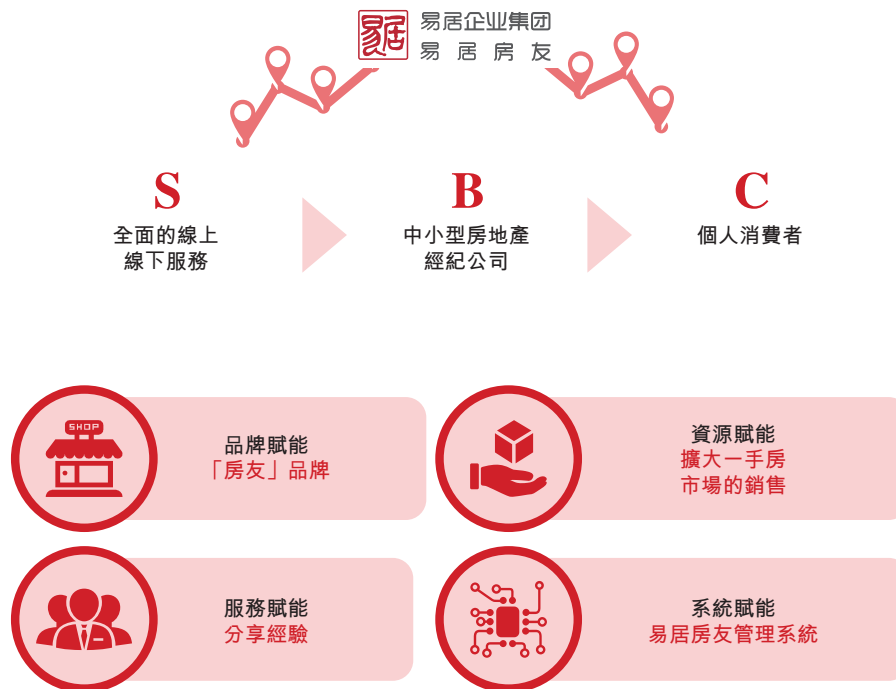 易居
易居企业集团
易居房友
S
全面的線上
線下服務
B
中小型房地產
經紀公司
C
個人消費者
SHOP
品牌賦能
「房友」品牌
資源賦能
擴大一手房
市場的銷售
服務賦能
分享經驗
系統賦能
易居房友管理系統